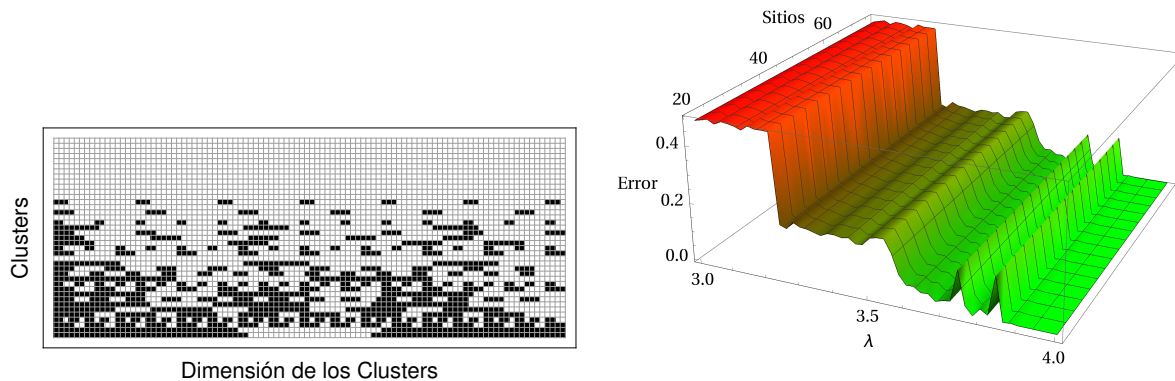 Clusters
Dimensión de los Clusters
Sitios
60
40
20
0.4
Error
0.2
0.0
3.0
3.5
λ
4.0